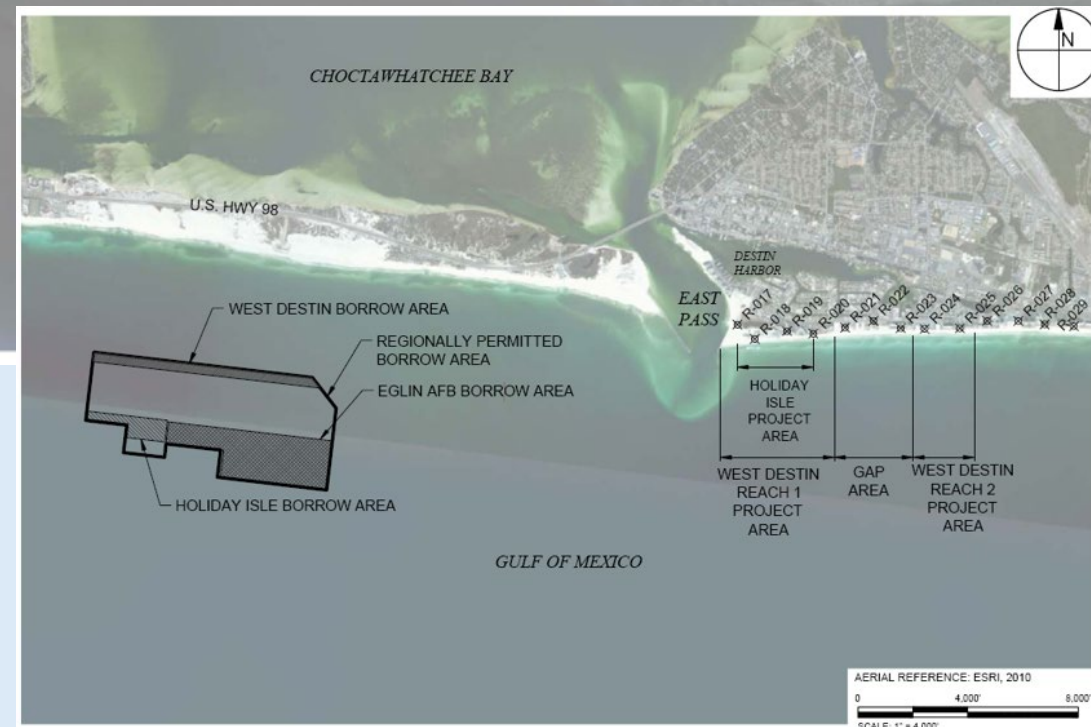 N
CHOCTAWHATCHEE BAY
U.S. HWY 98
DESTIN
HARBOR
EAST
PASS
R-017
R-018
R-019
R-020
R-021
R-022
R-023
R-024
R-025
R-026
R-027
R-028
R-029
WEST DESTIN BORROW AREA
REGIONALLY PERMITTED
BORROW AREA
EGLIN AFB BORROW AREA
HOLIDAY ISLE BORROW AREA
HOLIDAY
ISLE
PROJECT
AREA
WEST DESTIN
REACH 1
PROJECT
AREA
GAP
AREA
WEST DESTIN
REACH 2
PROJECT
AREA
GULF OF MEXICO
AERIAL REFERENCE: ESRI, 2010
0 4,000' 8,000'
SCALE: 1" = 4,000'